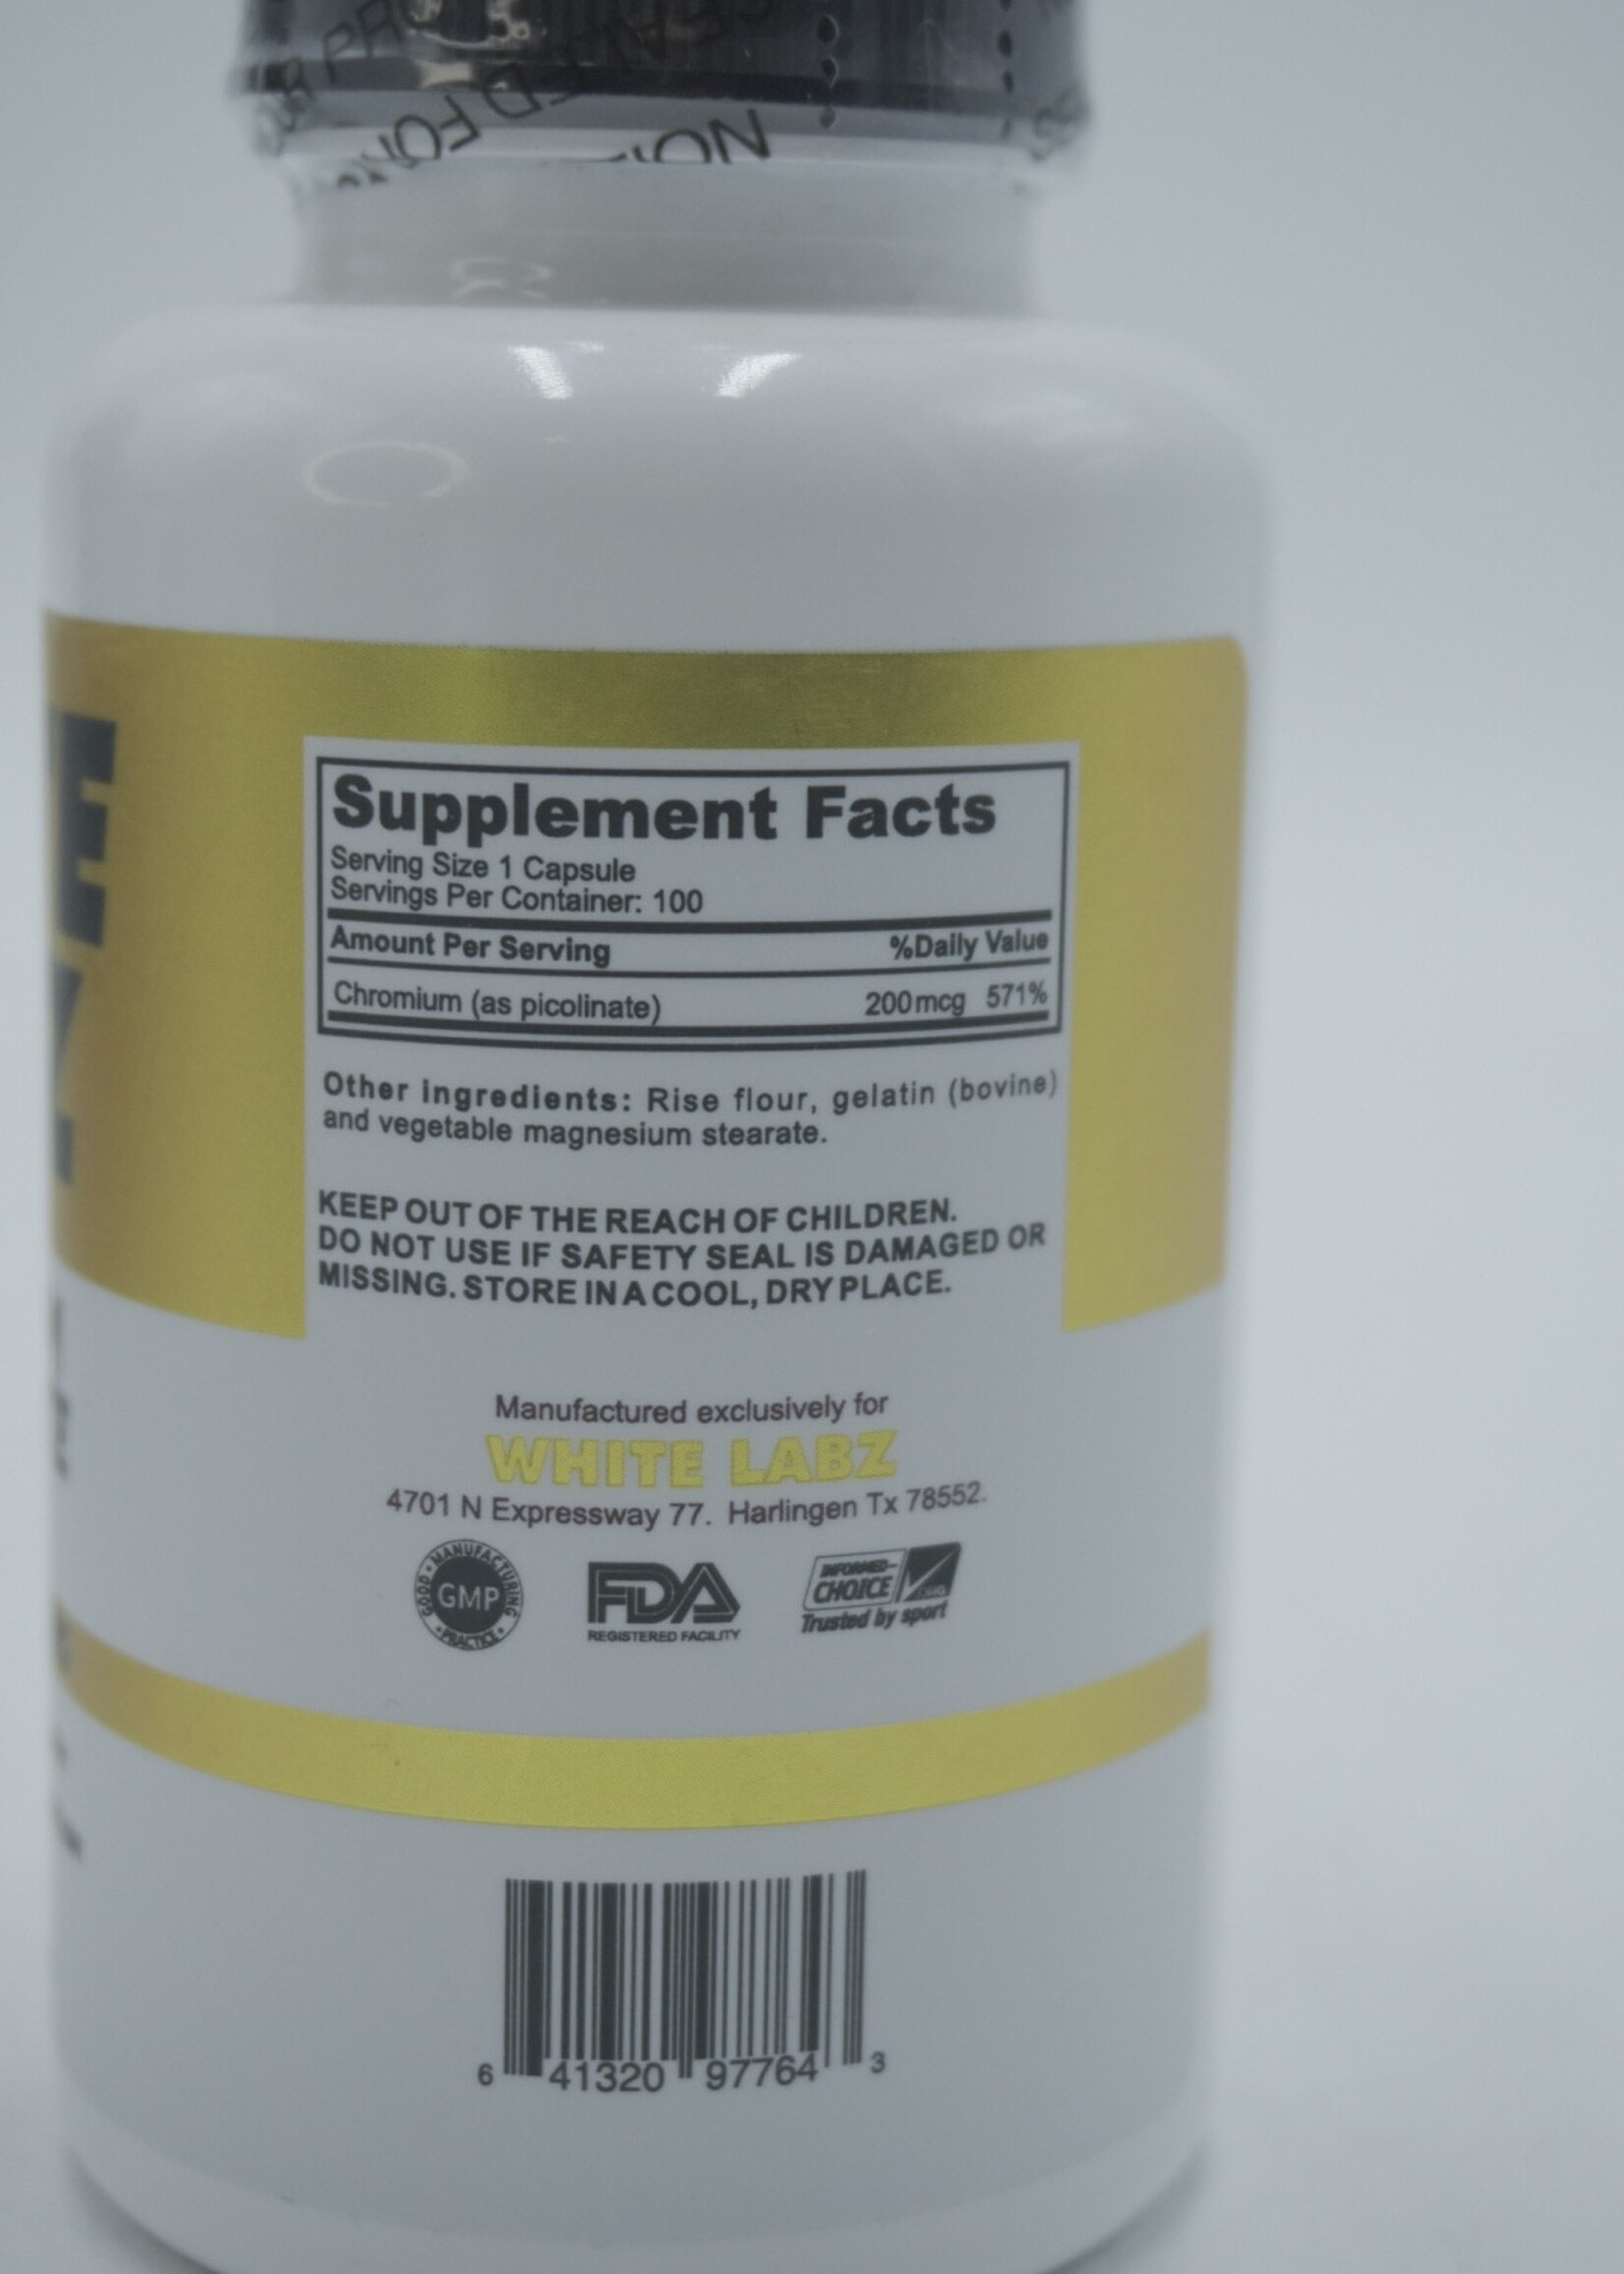 SEALED FOR
Supplement Facts
Serving Size 1 Capsule
Servings Per Container: 100
Amount Per Serving %Daily Value
Chromium (as picolinate) 200mcg 571%
Other ingredients: Rise flour, gelatin (bovine)
and vegetable magnesium stearate.
KEEP OUT OF THE REACH OF CHILDREN.
DO NOT USE IF SAFETY SEAL IS DAMAGED OR
MISSING. STORE IN A COOL, DRY PLACE.
Manufactured exclusively for
WHITE LABZ
4701 N Expressway 77. Harlingen Tx 78552.
GOOD • MANUFACTURING • PRACTICE •
GMP
FDA
REGISTERED FACILITY
INFORMED-
CHOICE
Trusted by sport
6 41320 97764 3